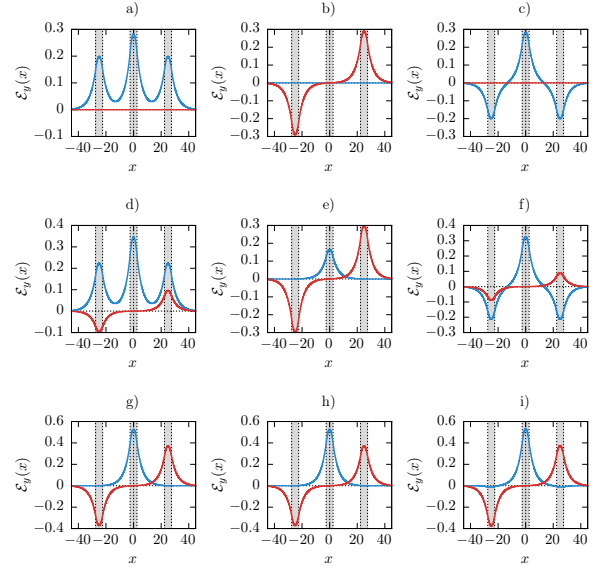 a) b) c)
0.3 0.3 0.3
0.2 0.2 0.2
0.1 0.1 0.1
0 0 0
−0.1 −0.1 −0.1
−0.2 −0.2
−0.3 −0.3
ℰy(x) ℰy(x) ℰy(x)
−40 −20 0 20 40 −40 −20 0 20 40 −40 −20 0 20 40
x x x
d) e) f)
0.4 0.3 0.4
0.3 0.2 0.3
0.2 0.1 0.2
0.1 0 0.1
0 −0.1 0
−0.1 −0.2 −0.1
−0.3 −0.2
−0.3
ℰy(x) ℰy(x) ℰy(x)
−40 −20 0 20 40 −40 −20 0 20 40 −40 −20 0 20 40
x x x
g) h) i)
0.6 0.6 0.6
0.4 0.4 0.4
0.2 0.2 0.2
0 0 0
−0.2 −0.2 −0.2
−0.4 −0.4 −0.4
ℰy(x) ℰy(x) ℰy(x)
−40 −20 0 20 40 −40 −20 0 20 40 −40 −20 0 20 40
x x x